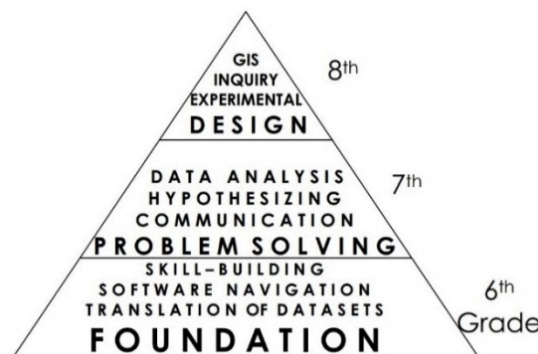 GIS
INQUIRY
EXPERIMENTAL
DESIGN
8th
DATA ANALYSIS
HYPOTHESIZING
COMMUNICATION
PROBLEM SOLVING
7th
SKILL–BUILDING
SOFTWARE NAVIGATION
TRANSLATION OF DATASETS
FOUNDATION
6th
Grade